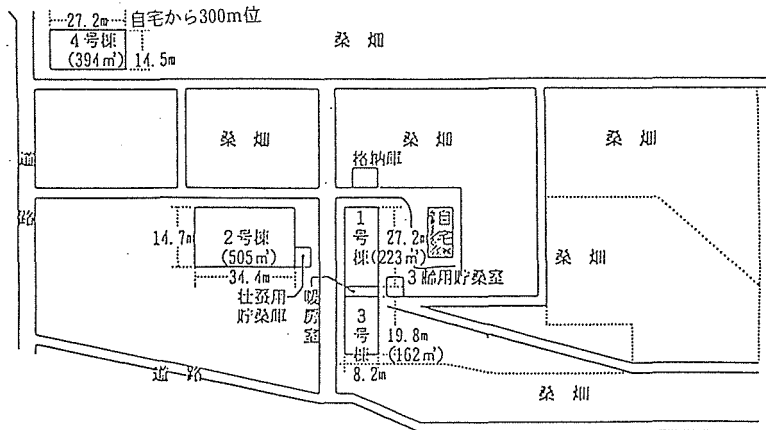 27.2m 自宅から300m位
4号棟
(394㎡) 14.5m
桑畑
桑畑
桑畑
桑畑
道路
格納庫
14.7m
2号棟
(505㎡)
34.4m
1号棟
27.2m
(223㎡)
自宅
3齢用貯桑室
桑畑
壮蚕用
貯桑庫
暖房室
3号棟
19.8m
(162㎡)
8.2m
道路
桑畑